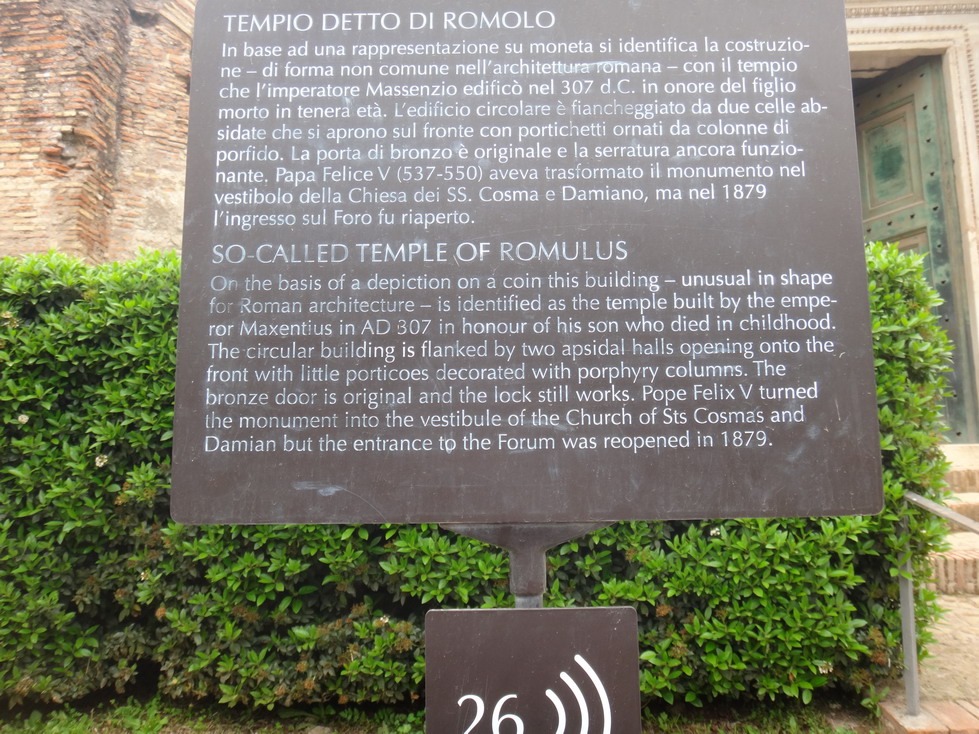 TEMPIO DETTO DI ROMOLO
In base ad una rappresentazione su moneta si identifica la costruzio-
ne – di forma non comune nell'architettura romana – con il tempio
che l'imperatore Massenzio edificò nel 307 d.C. in onore del figlio
morto in tenera età. L'edificio circolare è fiancheggiato da due celle ab-
sidate che si aprono sul fronte con portichetti ornati da colonne di
porfido. La porta di bronzo è originale e la serratura ancora funzio-
nante. Papa Felice V (537-550) aveva trasformato il monumento nel
vestibolo della Chiesa dei SS. Cosma e Damiano, ma nel 1879
l'ingresso sul Foro fu riaperto.
SO-CALLED TEMPLE OF ROMULUS
On the basis of a depiction on a coin this building – unusual in shape
for Roman architecture – is identified as the temple built by the empe-
ror Maxentius in AD 307 in honour of his son who died in childhood.
The circular building is flanked by two apsidal halls opening onto the
front with little porticoes decorated with porphyry columns. The
bronze door is original and the lock still works. Pope Felix V turned
the monument into the vestibule of the Church of Sts Cosmas and
Damian but the entrance to the Forum was reopened in 1879.
26